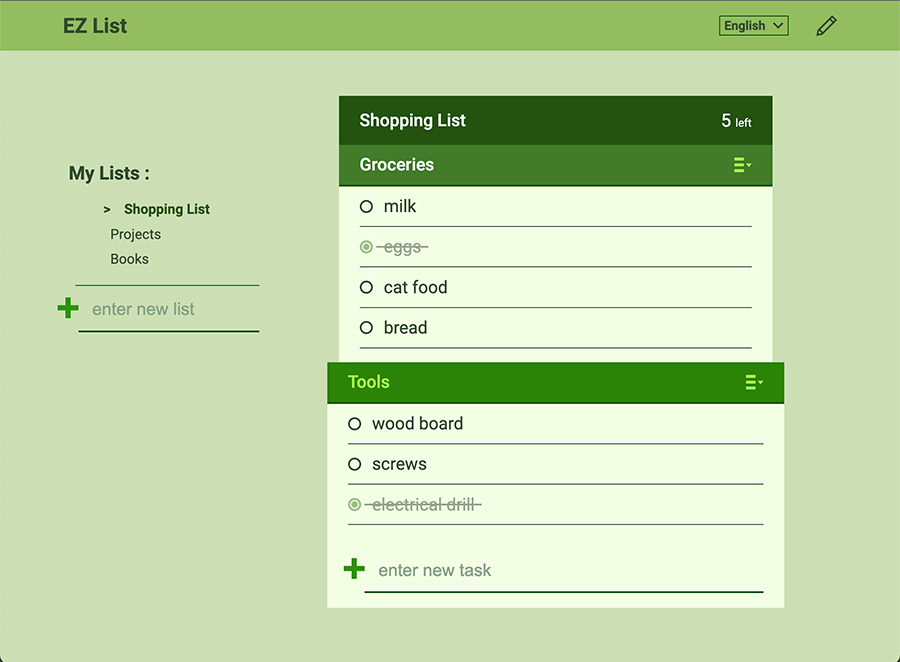 EZ List
English
My Lists :
> Shopping List
Projects
Books
enter new list
Shopping List
5 left
Groceries
milk
eggs
cat food
bread
Tools
wood board
screws
electrical drill
enter new task